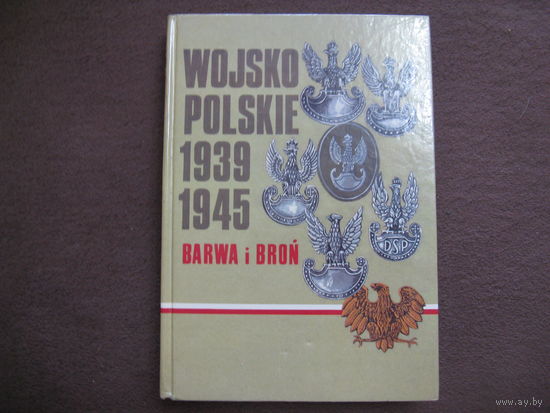 WOJSKO
POLSKIE
1939
1945
BARWA i BROŃ
DSP
www.ay.by